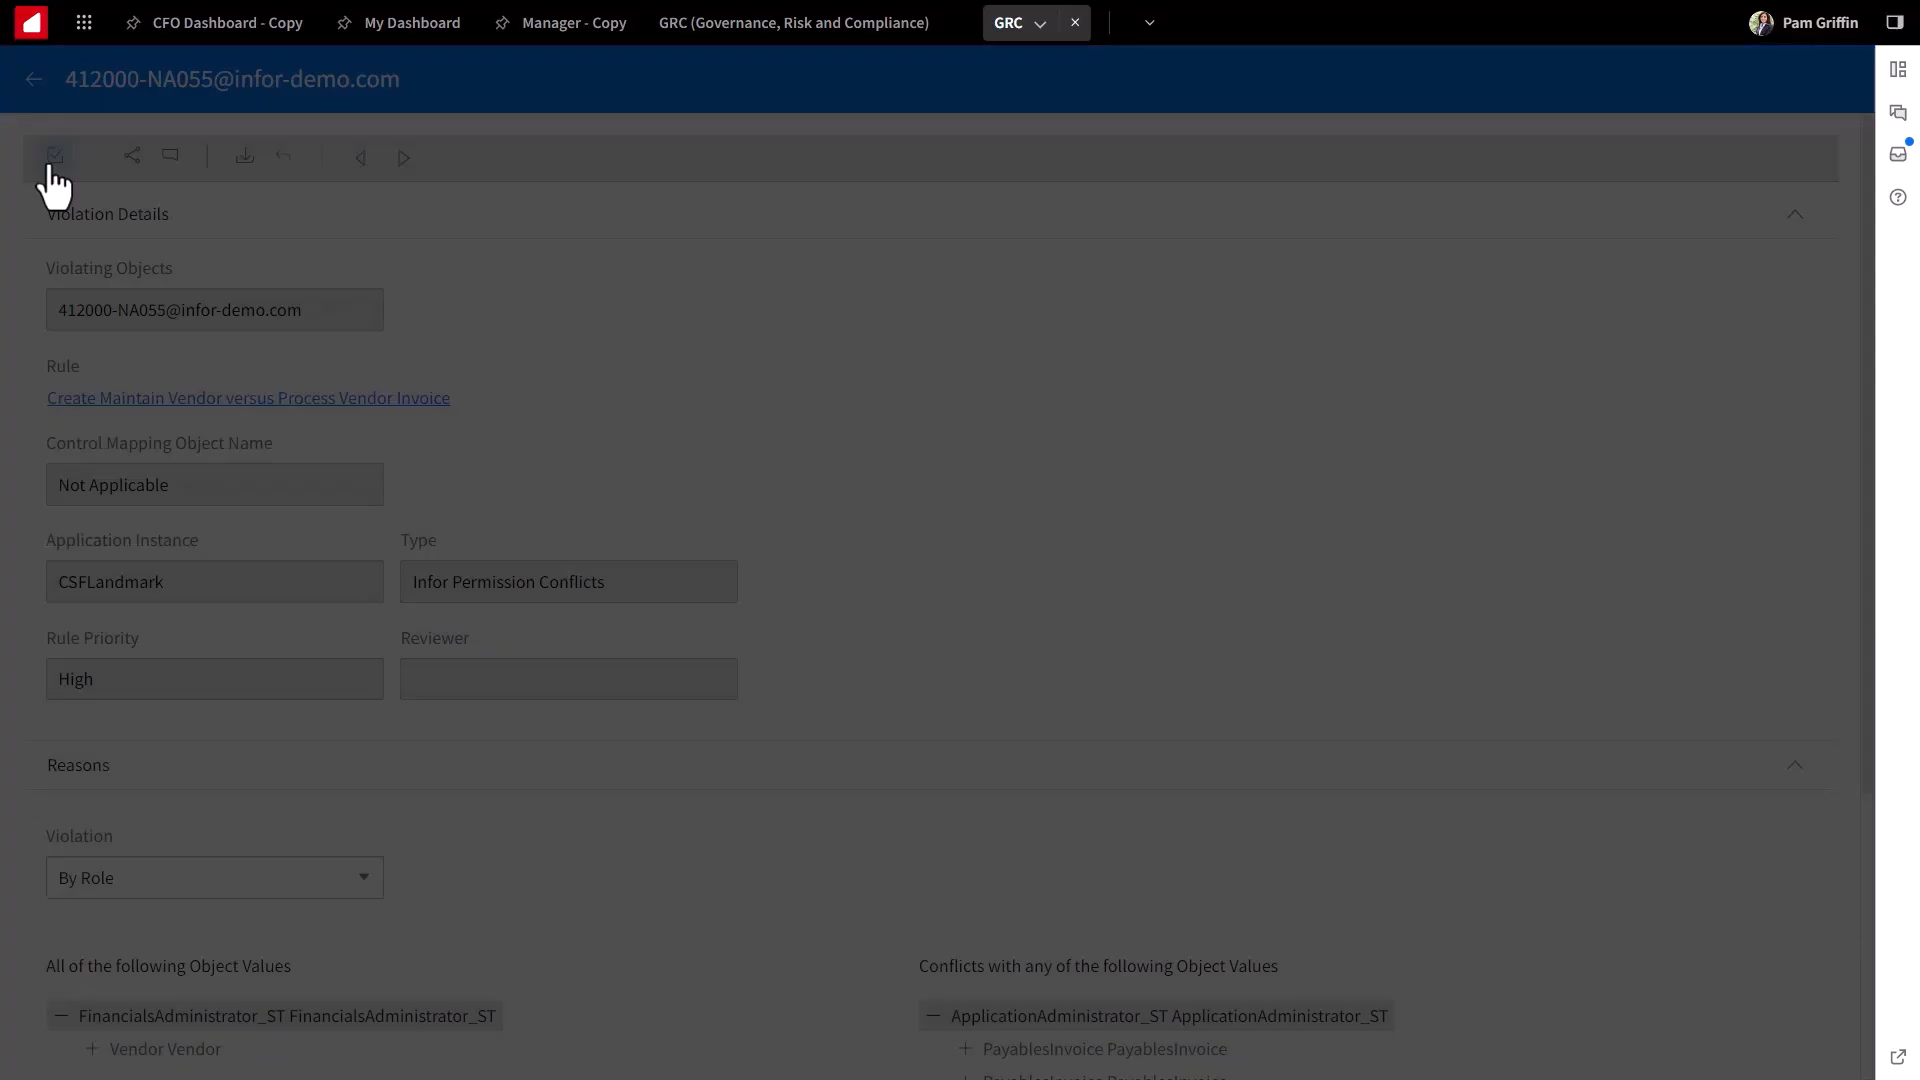 CFO Dashboard - Copy
My Dashboard
Manager - Copy
GRC (Governance, Risk and Compliance)
GRC
Pam Griffin
412000-NA055@infor-demo.com
Violation Details
Violating Objects
412000-NA055@infor-demo.com
Rule
Create Maintain Vendor versus Process Vendor Invoice
Control Mapping Object Name
Not Applicable
Application Instance
Type
CSFLandmark
Infor Permission Conflicts
Rule Priority
Reviewer
High
Reasons
Violation
By Role
All of the following Object Values
Conflicts with any of the following Object Values
FinancialsAdministrator_ST FinancialsAdministrator_ST
ApplicationAdministrator_ST ApplicationAdministrator_ST
Vendor Vendor
PayablesInvoice PayablesInvoice
PayablesInvoice PayablesInvoice